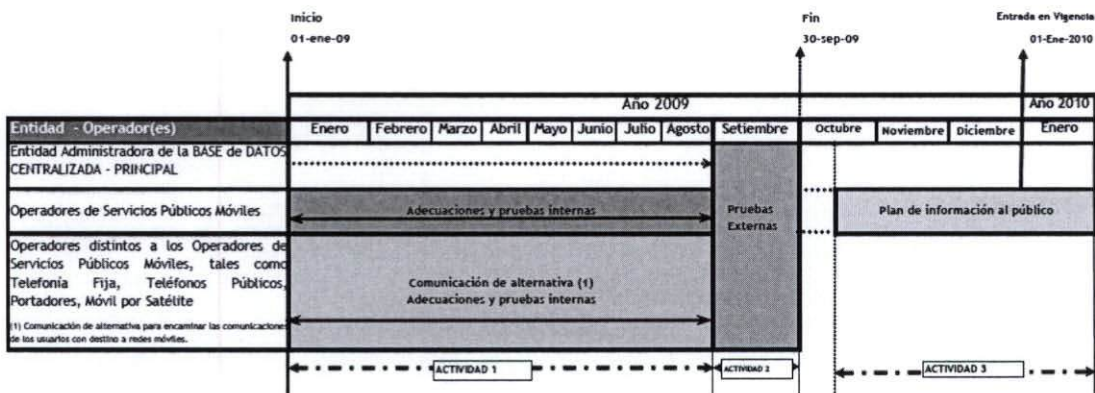 Inicio
01-ene-09
Fin
30-sep-09
Entrada en Vigencia
01-Ene-2010
Año 2009
Año 2010
Entidad - Operador(es)
Enero
Febrero
Marzo
Abril
Mayo
Junio
Julio
Agosto
Setiembre
Octubre
Noviembre
Diciembre
Enero
Entidad Administradora de la BASE de DATOS
CENTRALIZADA - PRINCIPAL
Operadores de Servicios Públicos Móviles
Adecuaciones y pruebas internas
Pruebas
Externas
Plan de información al público
Operadores distintos a los Operadores de
Servicios Públicos Móviles, tales como
Telefonía Fija, Teléfonos Públicos,
Portadores, Móvil por Satélite
Comunicación de alternativa (1)
Adecuaciones y pruebas internas
(1) Comunicación de alternativa para encaminar las comunicaciones
de los usuarios con destino a redes móviles.
ACTIVIDAD 1
ACTIVIDAD 2
ACTIVIDAD 3